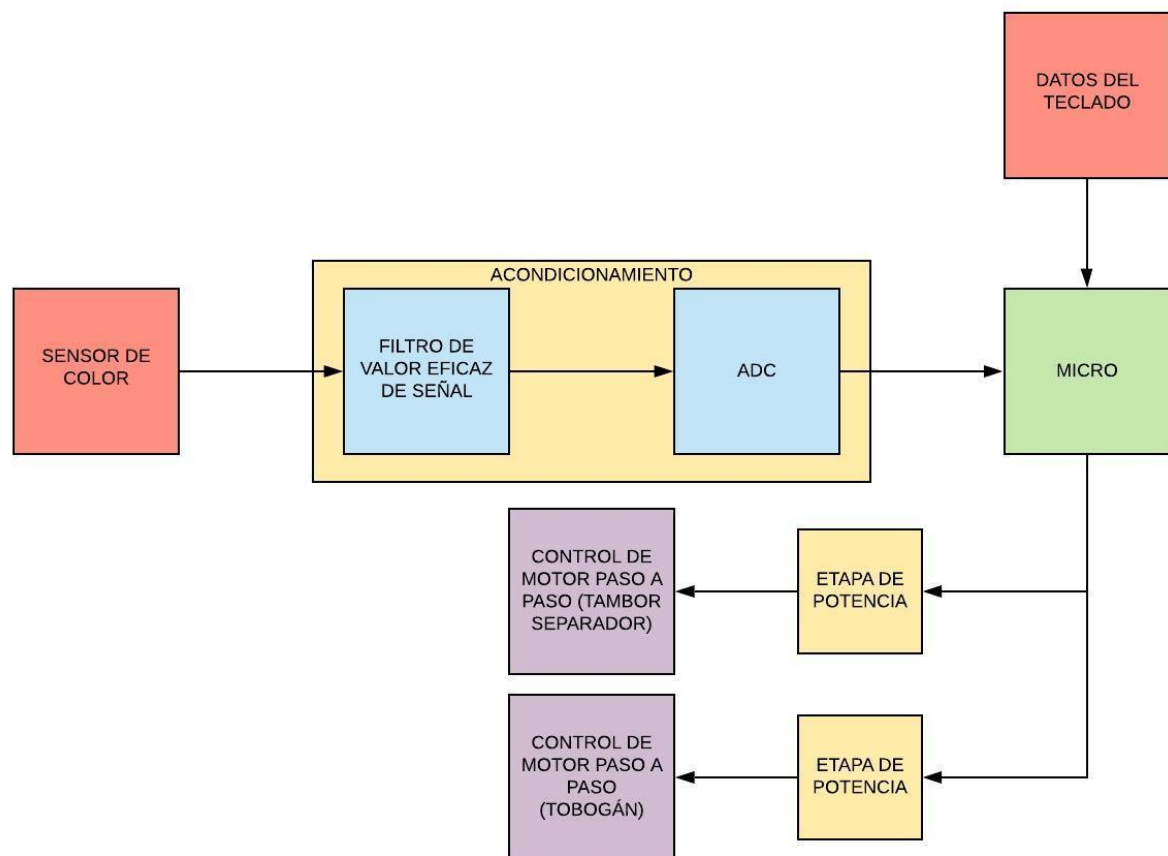 DATOS DEL
TECLADO
ACONDICIONAMIENTO
SENSOR DE
COLOR
FILTRO DE
VALOR EFICAZ
DE SEÑAL
ADC
MICRO
CONTROL DE
MOTOR PASO A
PASO (TAMBOR
SEPARADOR)
ETAPA DE
POTENCIA
CONTROL DE
MOTOR PASO A
PASO
(TOBOGÁN)
ETAPA DE
POTENCIA